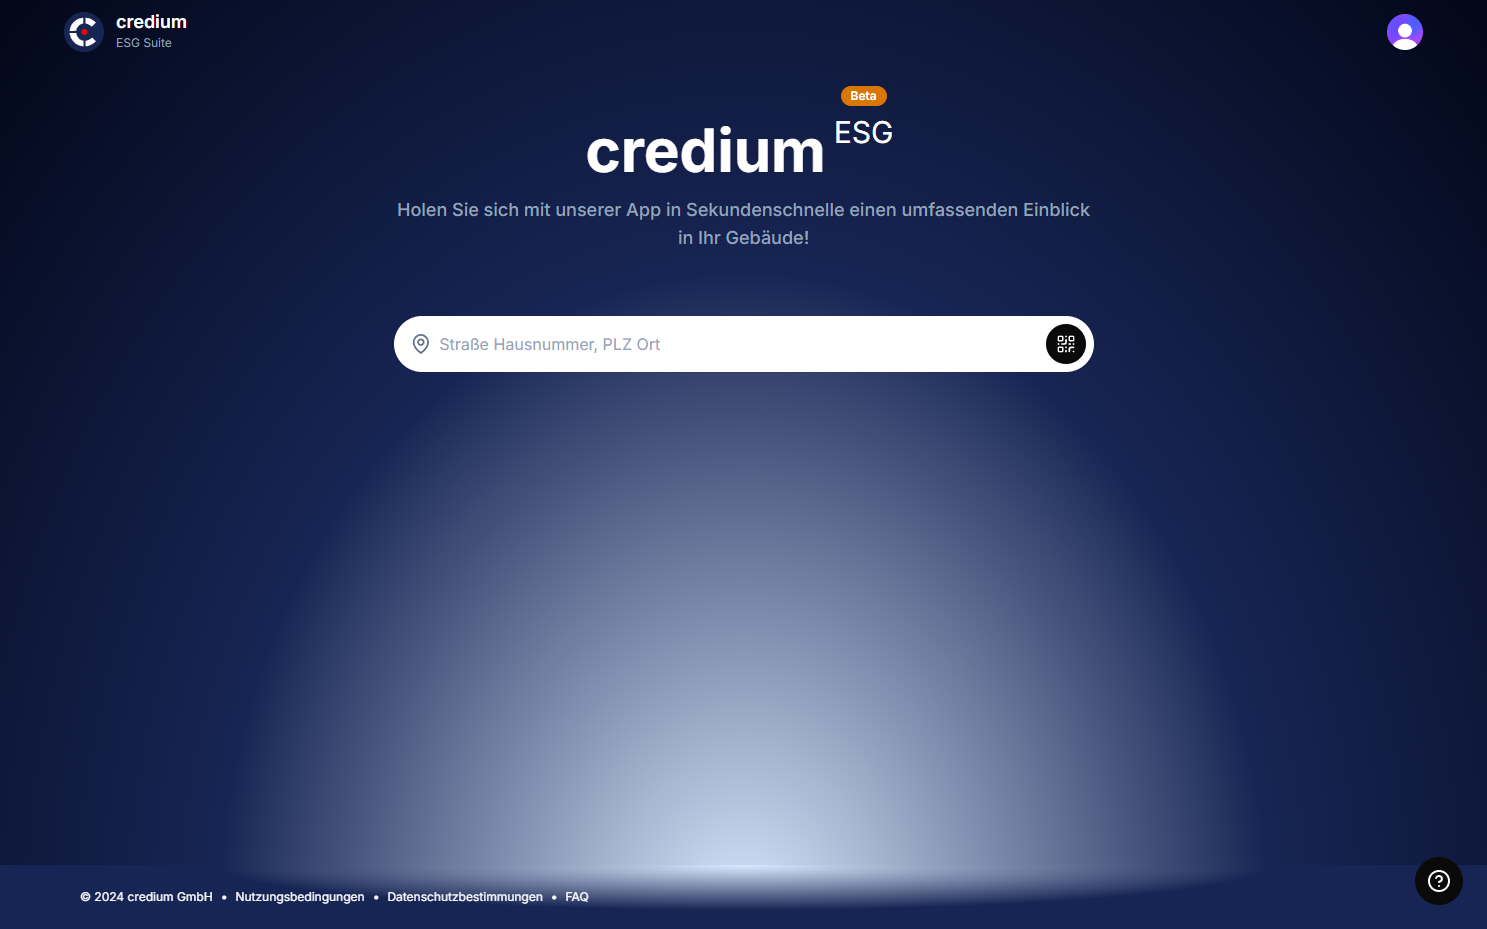 credium
ESG Suite
Beta
credium ESG
Holen Sie sich mit unserer App in Sekundenschnelle einen umfassenden Einblick
in Ihr Gebäude!
Straße Hausnummer, PLZ Ort
© 2024 credium GmbH • Nutzungsbedingungen • Datenschutzbestimmungen • FAQ